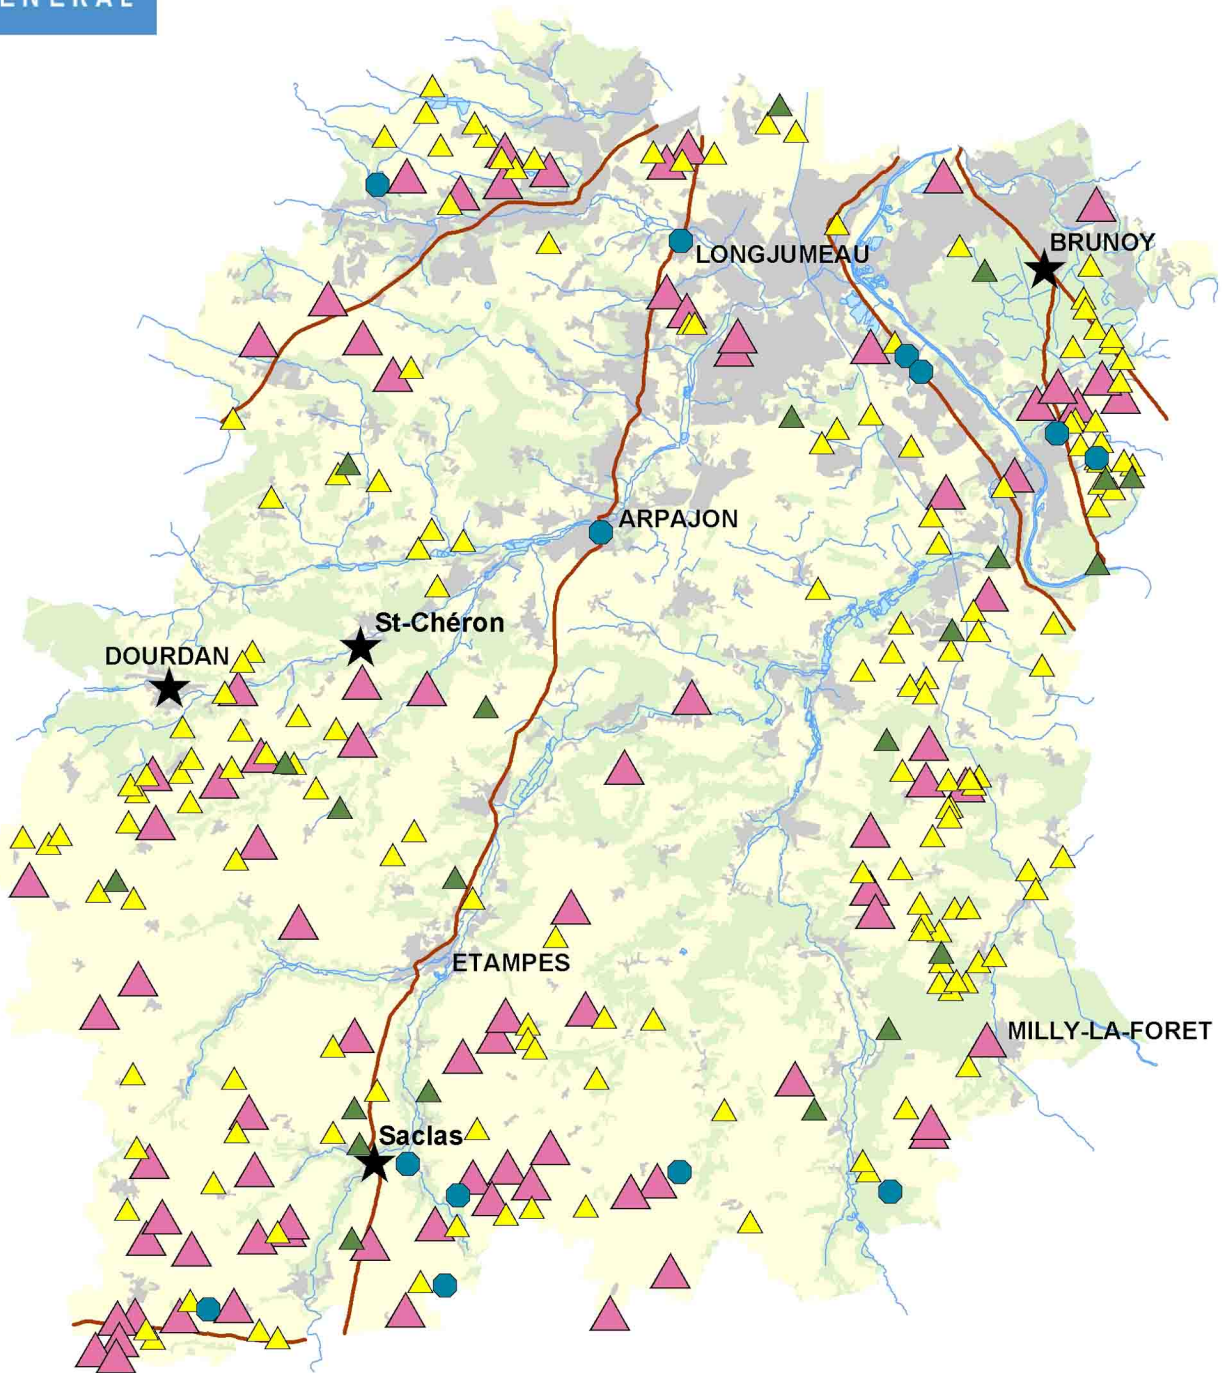 BRUNOY
LONGJUMEAU
ARPAJON
St-Chéron
DOURDAN
ETAMPES
MILLY-LA-FORET
Saclas